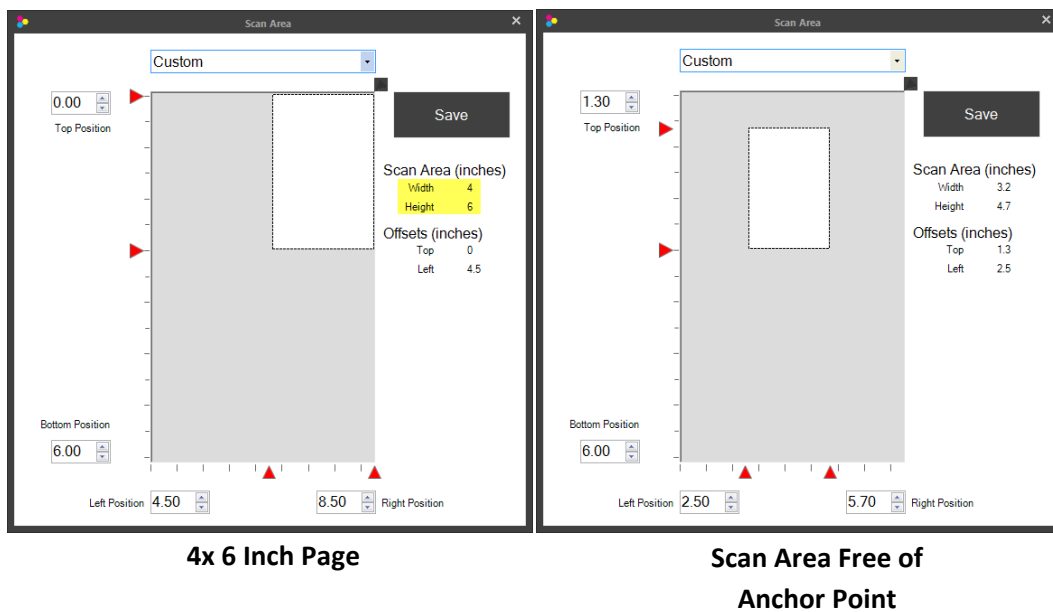 Scan Area
×
Custom
0.00
Top Position
Save
Scan Area (inches)
Width 4
Height 6
Offsets (inches)
Top 0
Left 4.5
Bottom Position
6.00
Left Position 4.50
8.50 Right Position
4x 6 Inch Page
Scan Area
×
Custom
1.30
Top Position
Save
Scan Area (inches)
Width 3.2
Height 4.7
Offsets (inches)
Top 1.3
Left 2.5
Bottom Position
6.00
Left Position 2.50
5.70 Right Position
Scan Area Free of
Anchor Point